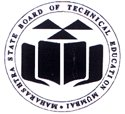 MAHARASHTRA STATE BOARD OF TECHNICAL EDUCATION MUMBAI